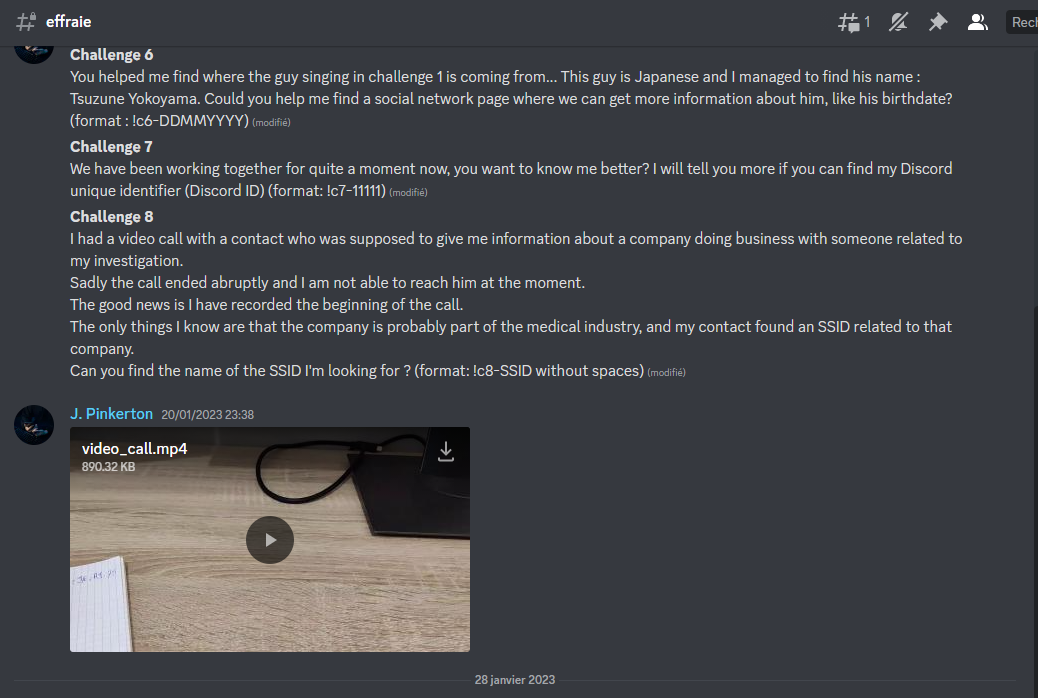 effraie
1
Rech
Challenge 6
You helped me find where the guy singing in challenge 1 is coming from... This guy is Japanese and I managed to find his name :
Tsuzune Yokoyama. Could you help me find a social network page where we can get more information about him, like his birthdate?
(format : !c6-DDMMYYYY) (modifié)
Challenge 7
We have been working together for quite a moment now, you want to know me better? I will tell you more if you can find my Discord
unique identifier (Discord ID) (format: !c7-11111) (modifié)
Challenge 8
I had a video call with a contact who was supposed to give me information about a company doing business with someone related to
my investigation.
Sadly the call ended abruptly and I am not able to reach him at the moment.
The good news is I have recorded the beginning of the call.
The only things I know are that the company is probably part of the medical industry, and my contact found an SSID related to that
company.
Can you find the name of the SSID I'm looking for ? (format: !c8-SSID without spaces) (modifié)
J. Pinkerton 20/01/2023 23:38
video_call.mp4
890.32 KB
28 janvier 2023